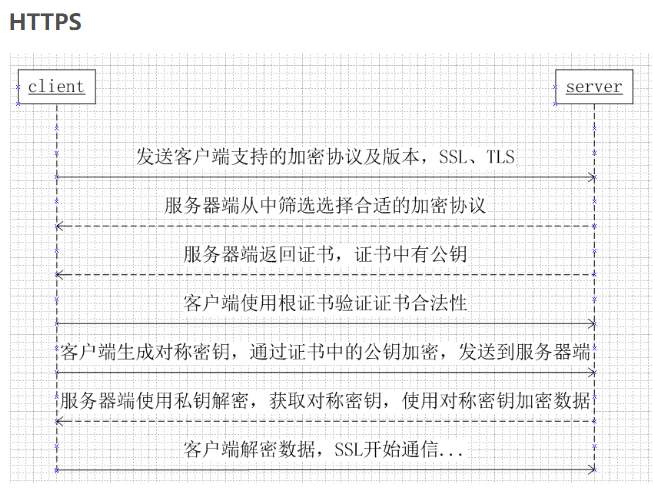 HTTPS
client
server
发送客户端支持的加密协议及版本，SSL、TLS
服务器端从中筛选选择合适的加密协议
服务器端返回证书，证书中有公钥
客户端使用根证书验证证书合法性
客户端生成对称密钥，通过证书中的公钥加密，发送到服务器端
服务器端使用私钥解密，获取对称密钥，使用对称密钥加密数据
客户端解密数据，SSL开始通信...